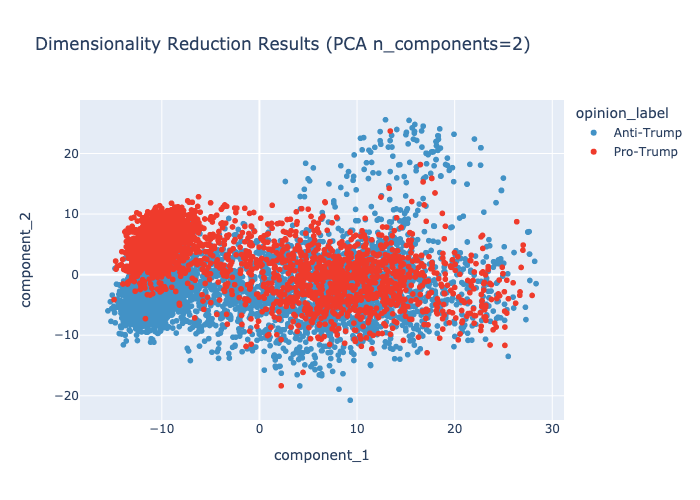 Dimensionality Reduction Results (PCA n_components=2)
opinion_label
Anti-Trump
Pro-Trump
component_2
20
10
0
−10
−20
−10
0
10
20
30
component_1